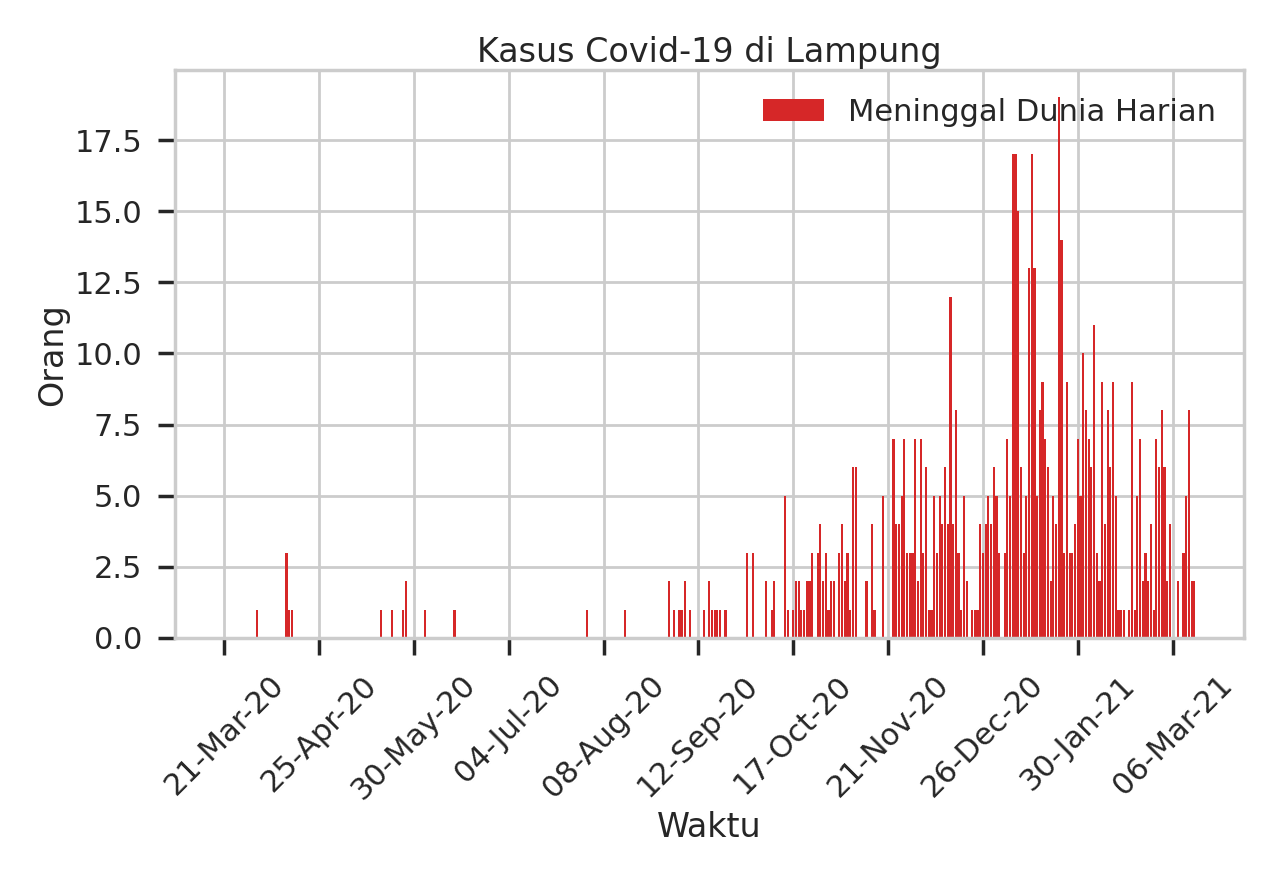 Kasus Covid-19 di Lampung
Meninggal Dunia Harian
17.5
15.0
12.5
10.0
7.5
5.0
2.5
0.0
Orang
21-Mar-20
25-Apr-20
30-May-20
04-Jul-20
08-Aug-20
12-Sep-20
17-Oct-20
21-Nov-20
26-Dec-20
30-Jan-21
06-Mar-21
Waktu